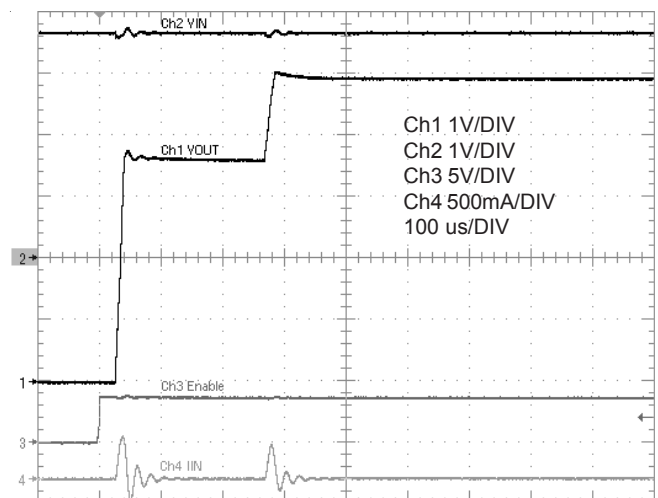 Ch2 VIN
Ch1 VOUT
Ch1 1V/DIV
Ch2 1V/DIV
Ch3 5V/DIV
Ch4 500mA/DIV
100 us/DIV
2
1
Ch3 Enable
3
Ch4 IIN
4